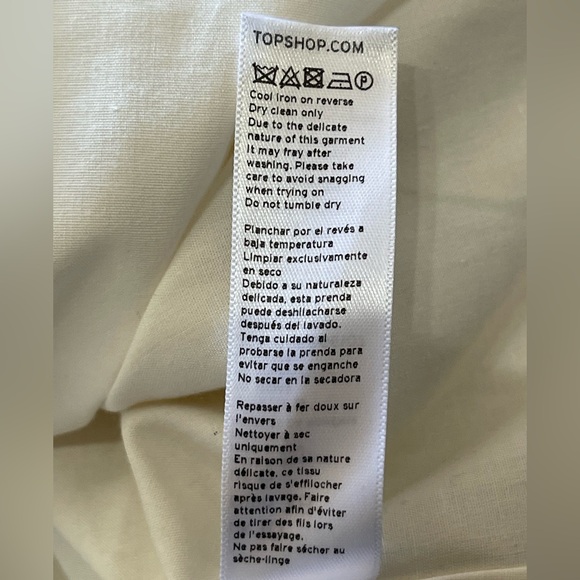 TOPSHOP.COM
P
Cool iron on reverse
Dry clean only
Due to the delicate
nature of this garment
it may fray after
washing. Please take
care to avoid snagging
when trying on
Do not tumble dry
Planchar por el revés a
baja temperatura
Limpiar exclusivamente
en seco
Debido a su naturaleza
delicada, esta prenda
puede deshilacharse
después del lavado.
Tenga cuidado al
probarse la prenda para
evitar que se enganche
No secar en la secadora
Repasser à fer doux sur
l'envers
Nettoyer à sec
uniquement
En raison de sa nature
délicate, ce tissu
risque de s'effilocher
après lavage. Faire
attention afin d'éviter
de tirer des fils lors
de l'essayage.
Ne pas faire sécher au
sèche-linge